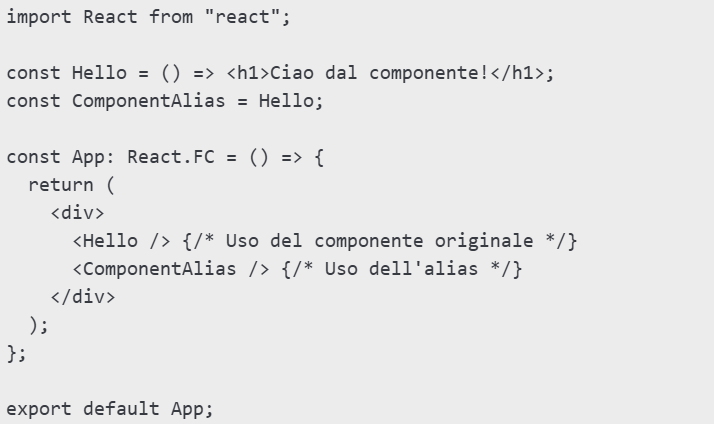 import React from "react";

const Hello = () => <h1>Ciao dal componente!</h1>;
const ComponentAlias = Hello;

const App: React.FC = () => {
  return (
    <div>
      <Hello /> {/* Uso del componente originale */}
      <ComponentAlias /> {/* Uso dell'alias */}
    </div>
  );
};

export default App;